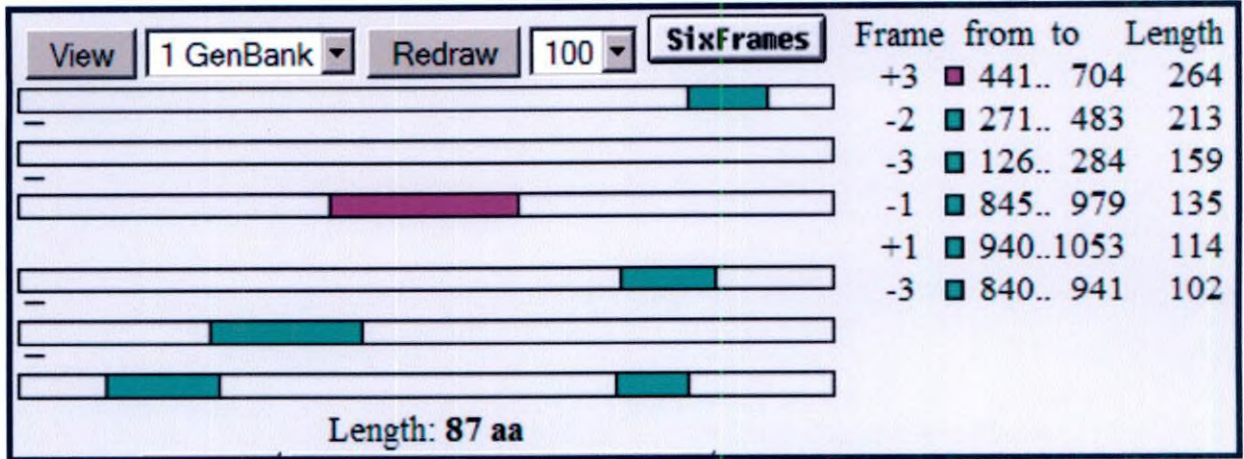 View 1 GenBank Redraw 100 SixFrames
Frame from to Length
+3 441.. 704 264
-2 271.. 483 213
-3 126.. 284 159
-1 845.. 979 135
+1 940..1053 114
-3 840.. 941 102
Length: 87 aa